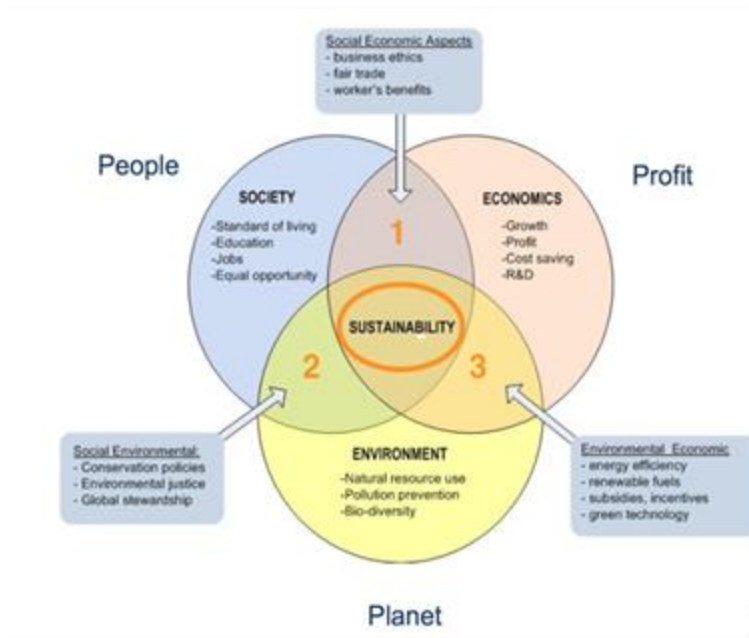 Social Economic Aspects
- business ethics
- fair trade
- worker's benefits
People
Profit
SOCIETY
-Standard of living
-Education
-Jobs
-Equal opportunity
ECONOMICS
-Growth
-Profit
-Cost saving
-R&D
1
SUSTAINABILITY
2
3
Social Environmental:
- Conservation policies
- Environmental justice
- Global stewardship
ENVIRONMENT
-Natural resource use
-Pollution prevention
-Bio-diversity
Environmental Economic
- energy efficiency
- renewable fuels
- subsidies, incentives
- green technology
Planet